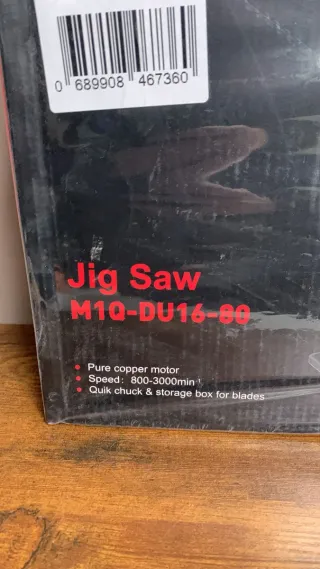 0 689908 467360
Jig Saw
M1Q-DU16-80
Pure copper motor
Speed: 800-3000min⁻¹
Quik chuck & storage box for blades